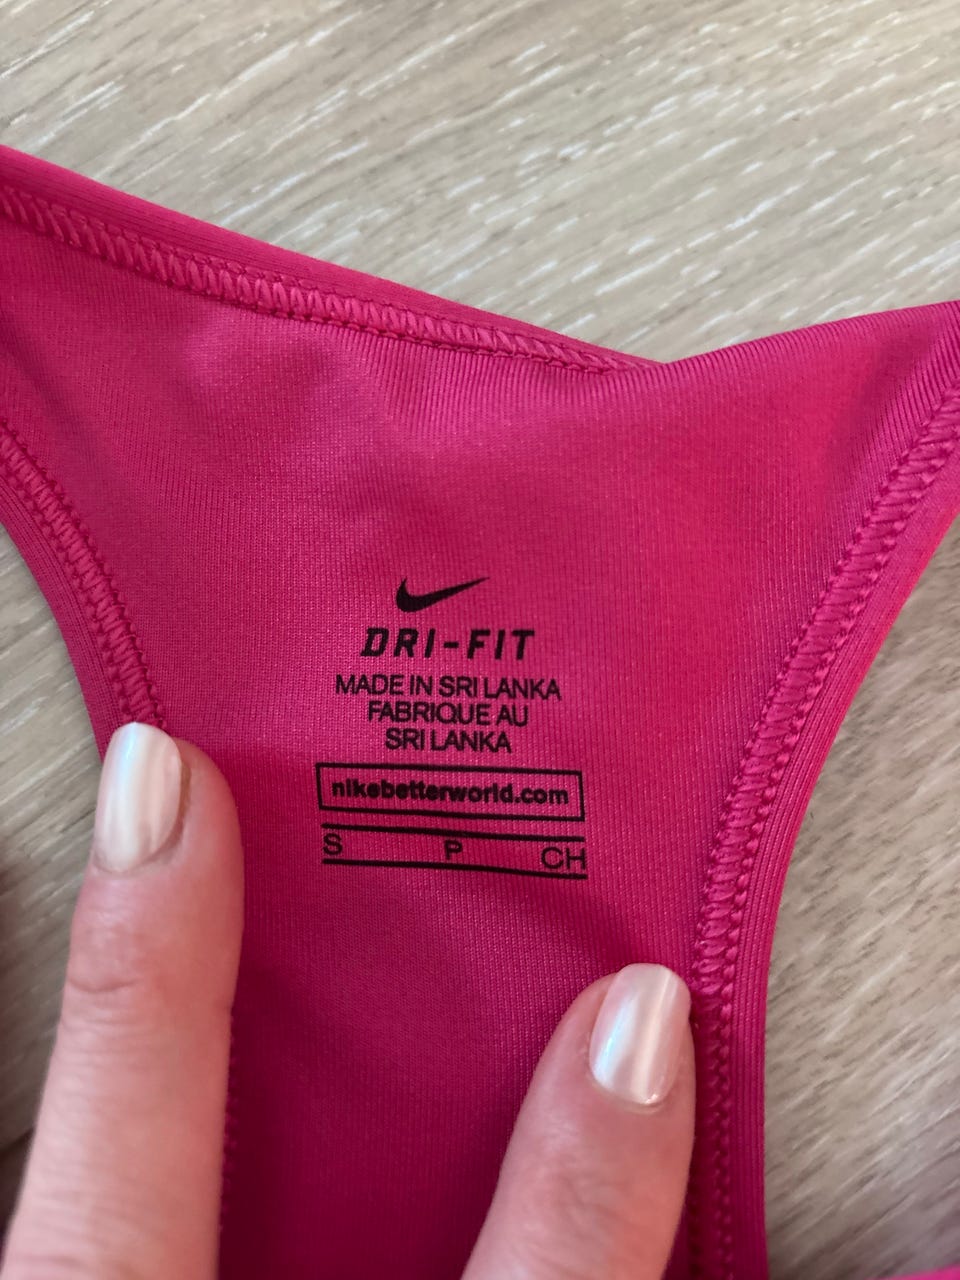 DRI-FIT
MADE IN SRI LANKA
FABRIQUE AU
SRI LANKA
nikebetterworld.com
S P CH